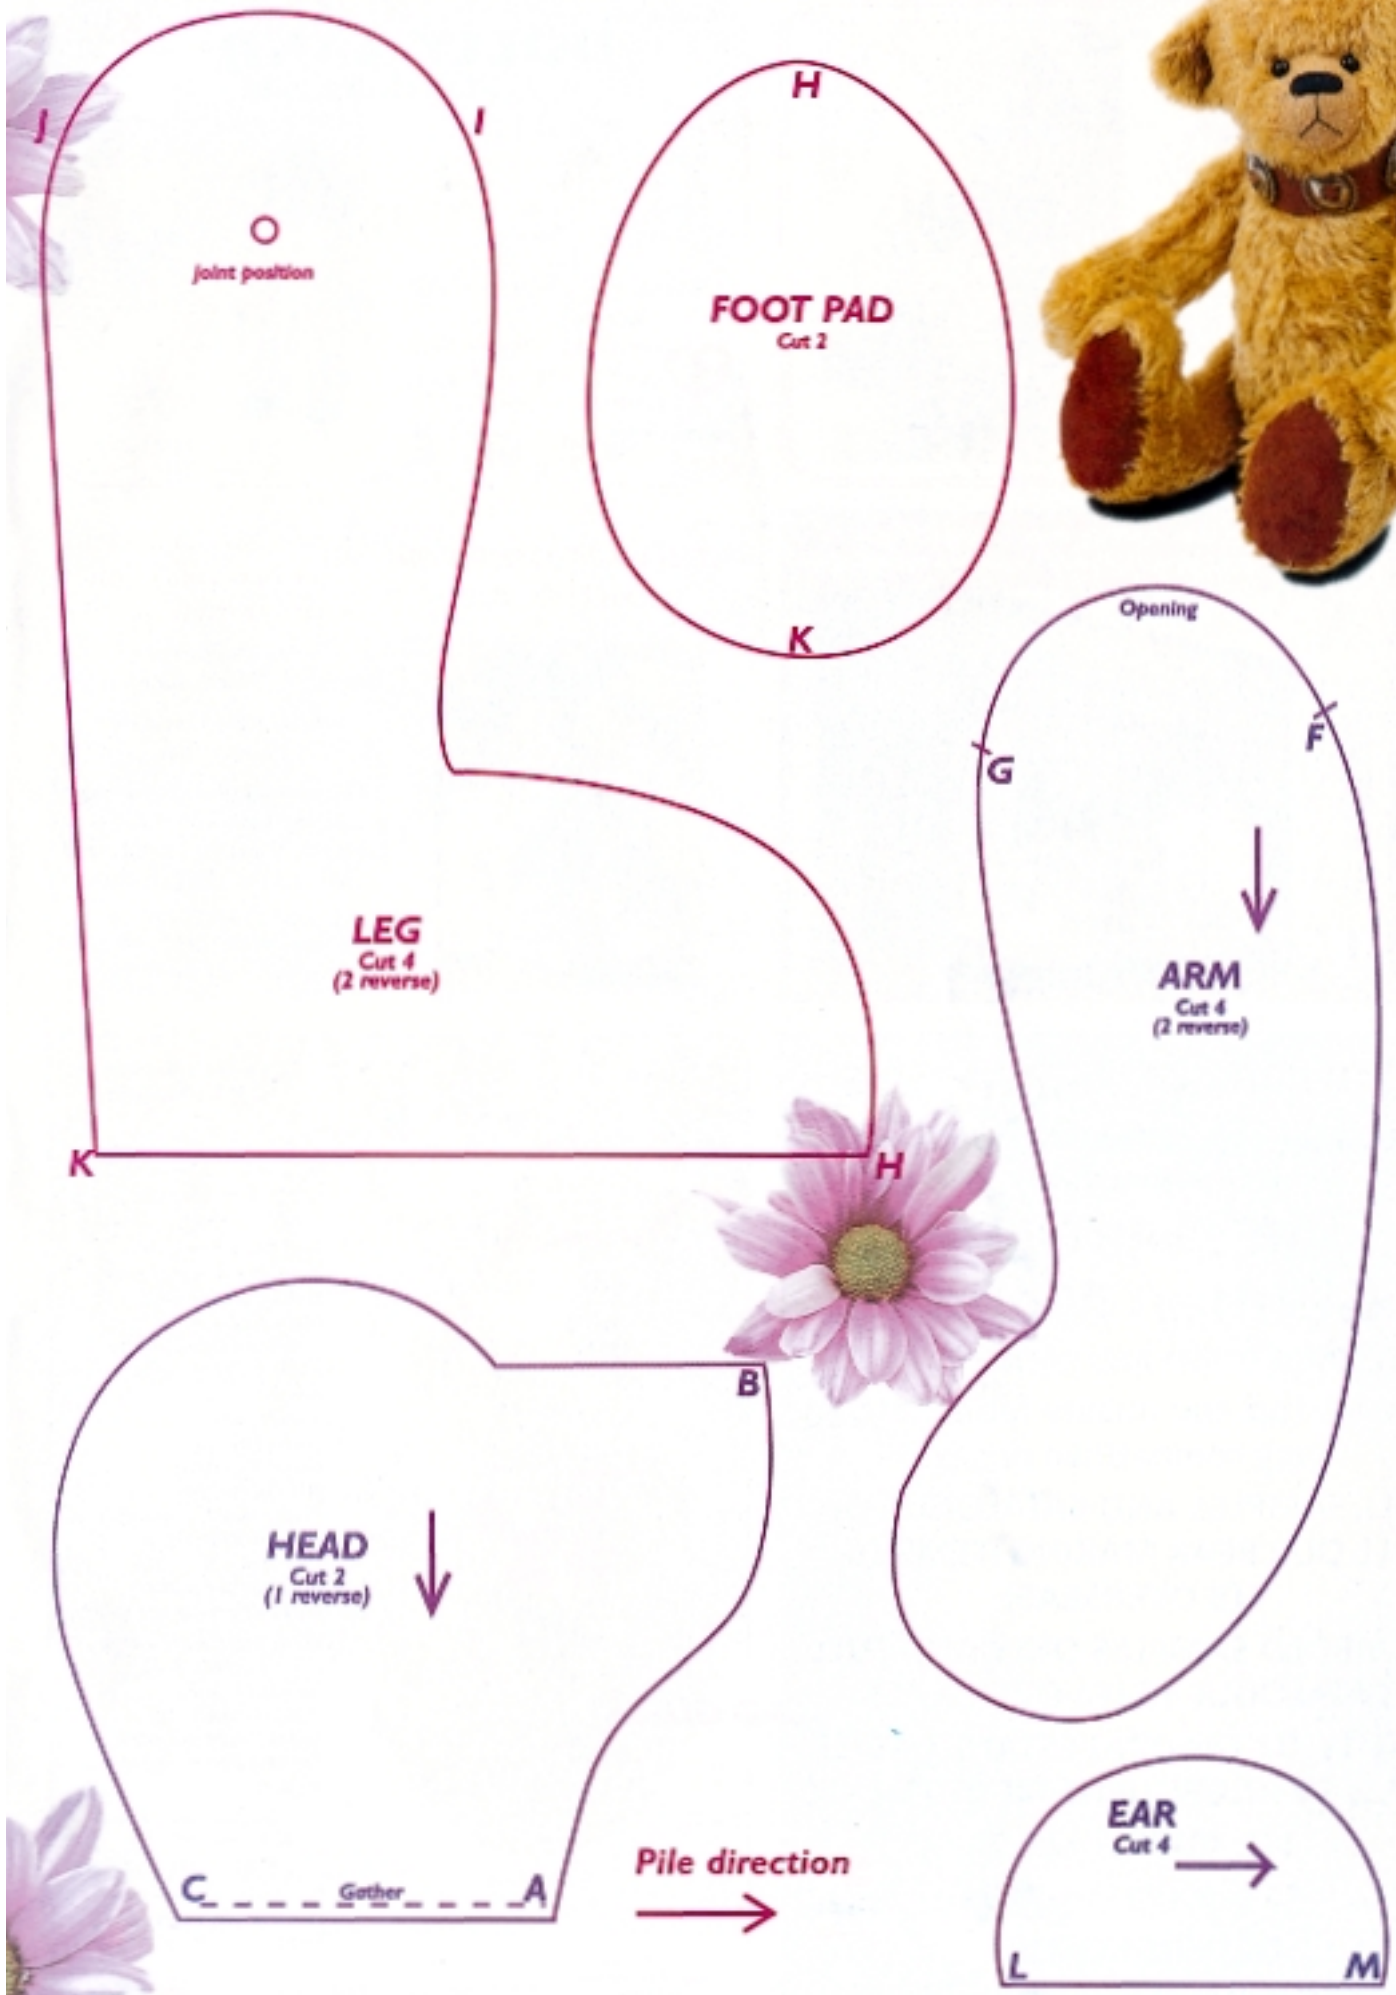 J
I
joint position
H
FOOT PAD
Cut 2
K
LEG
Cut 4
(2 reverse)
K
H
Opening
F
G
ARM
Cut 4
(2 reverse)
B
HEAD
Cut 2
(1 reverse)
C
Gather
A
Pile direction
EAR
Cut 4
L
M